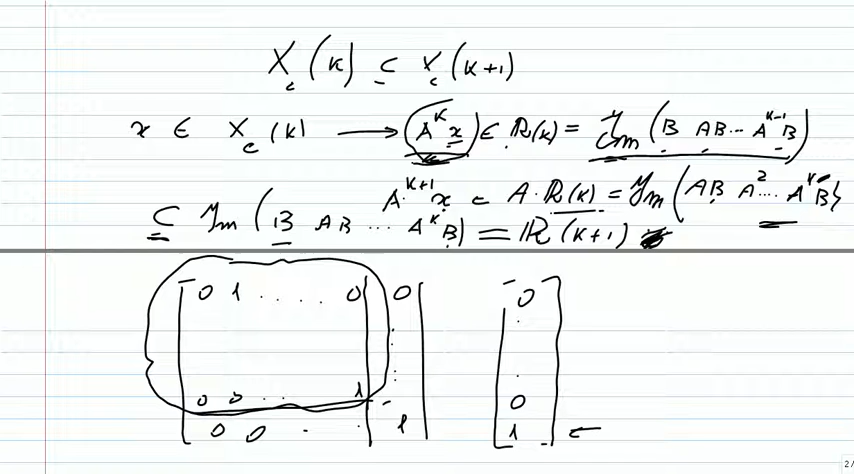 X_c (k) ⊆ X_c (k+1)
x ∈ X_c (k) ⟶ (A^k x) ∈ R(k) = Im (B AB… A^{k-1}B)
A·^{k+1} x ∈ A·R(k) = Im (AB A^2…. A^k B)
⊆ Im (B AB … A^k B) = R (k+1)
0 1 . . . . 0 0 0
0 0 . . 1 0
0 0 . . 1 1 ←
2/